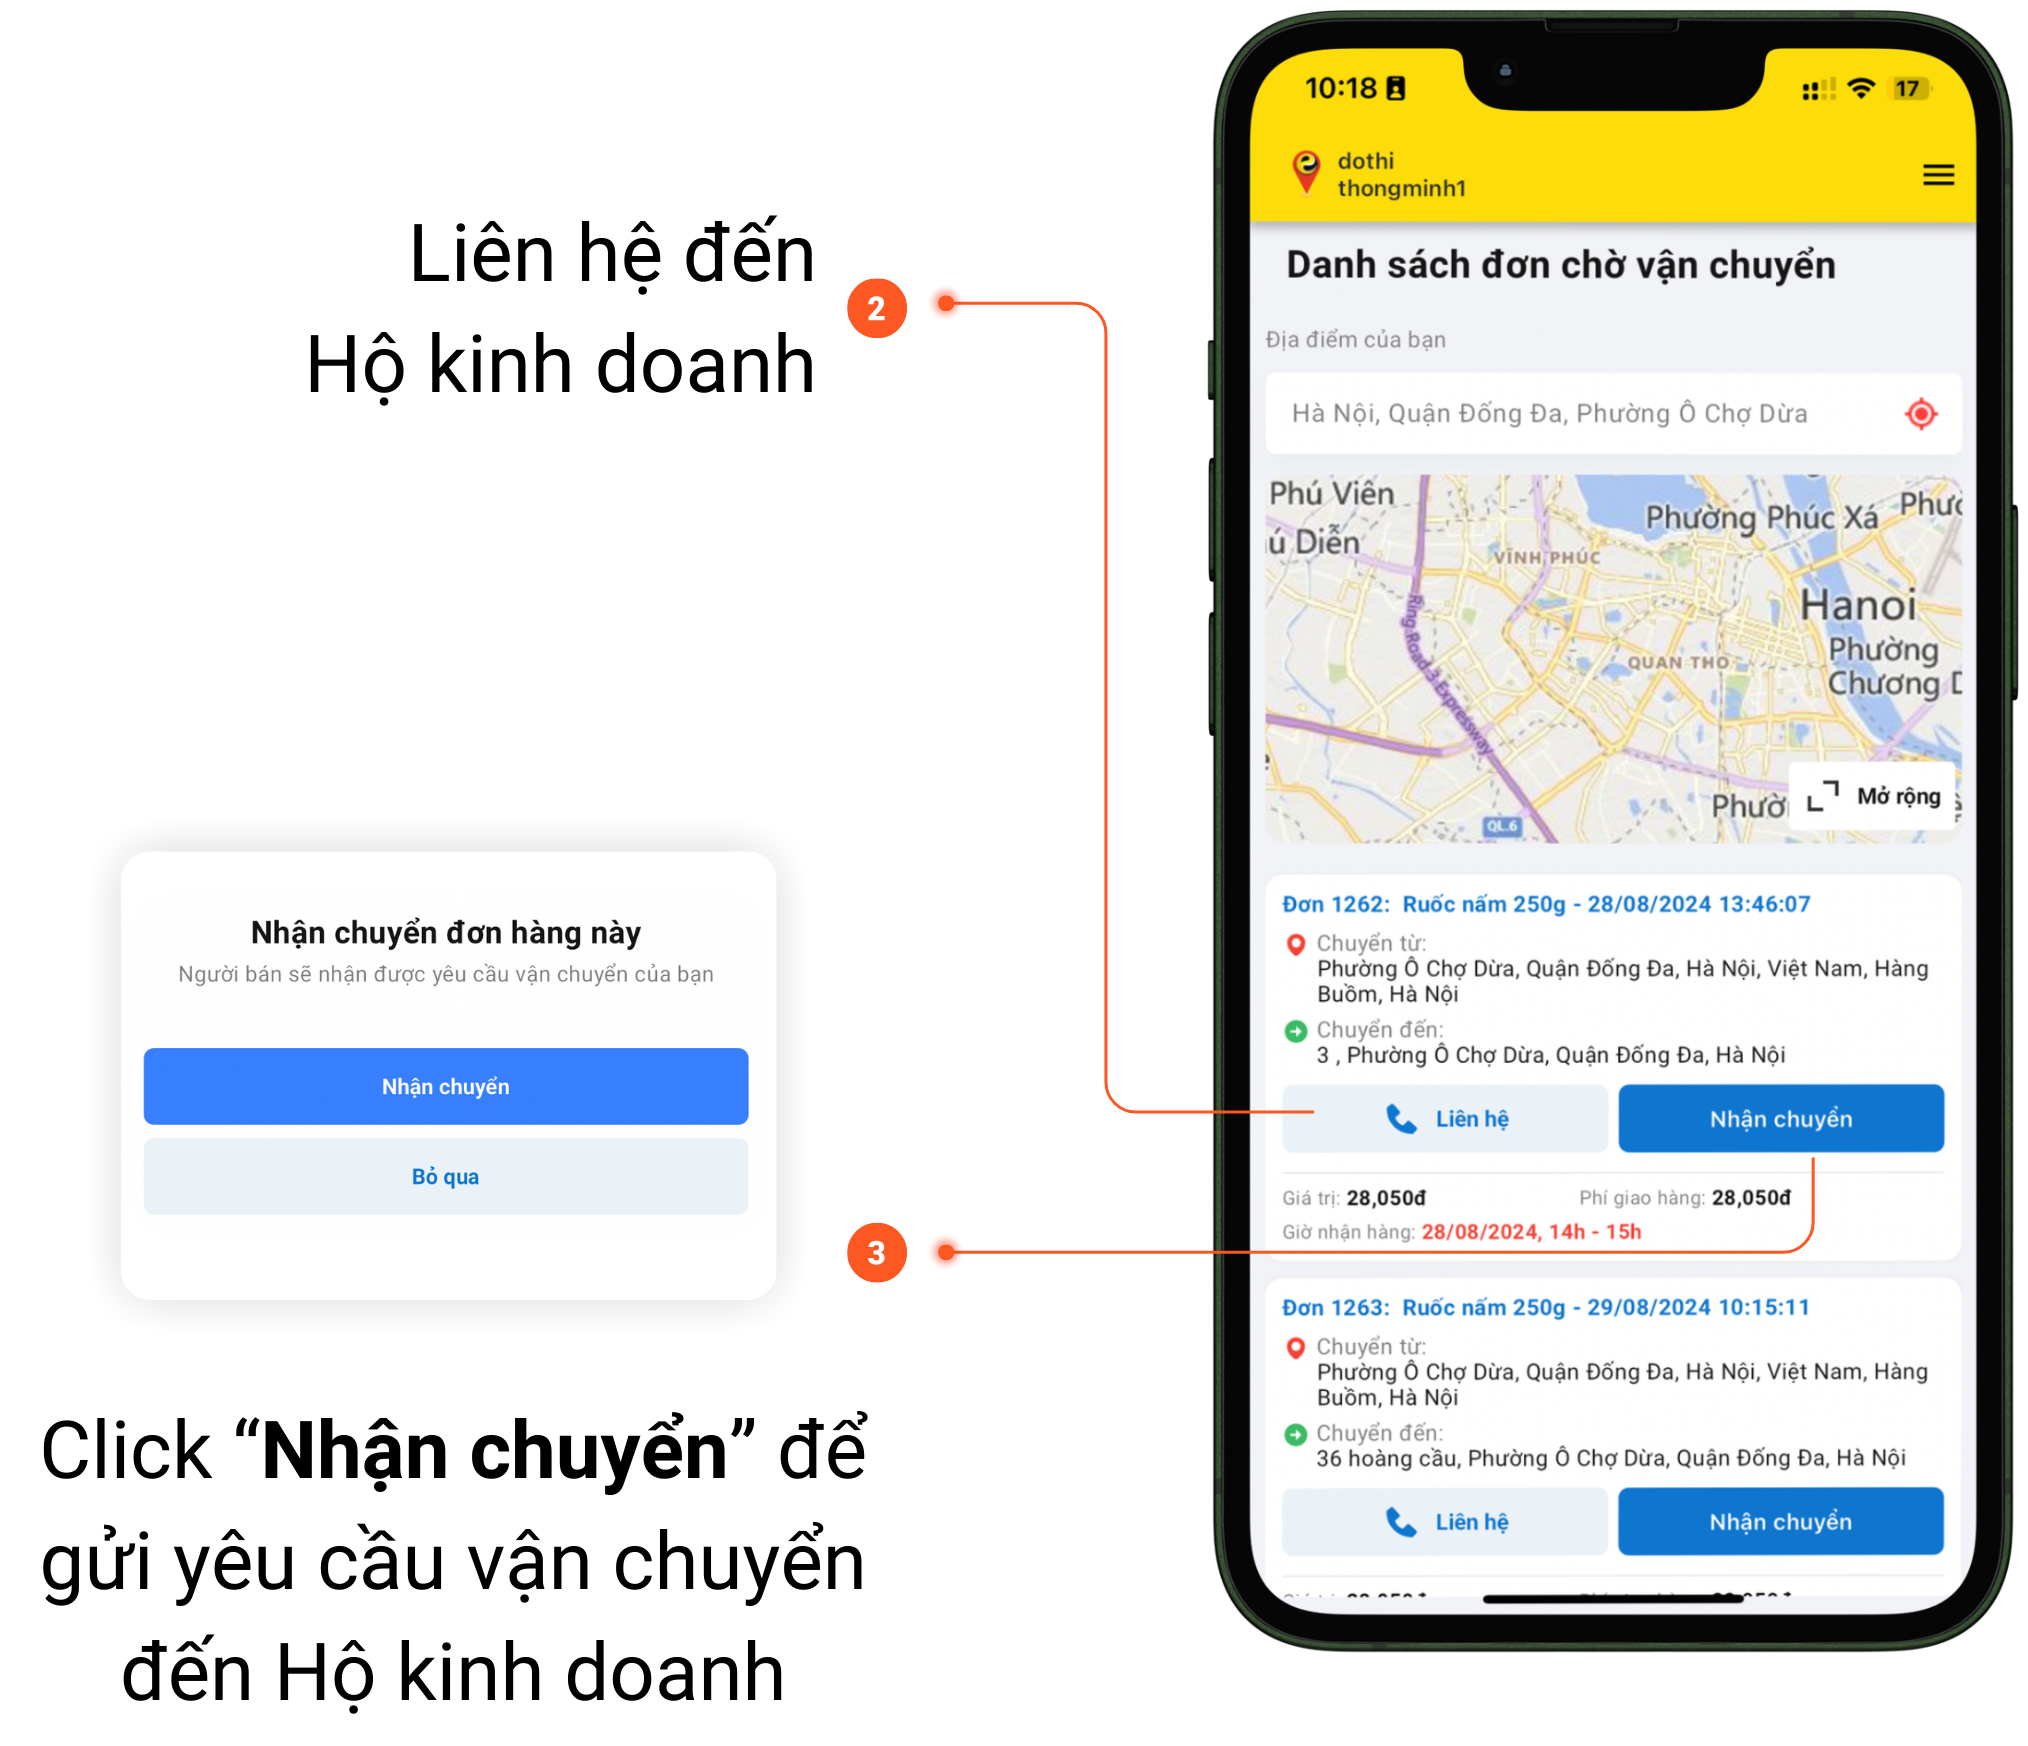 Liên hệ đến
Hộ kinh doanh
2
Nhận chuyển đơn hàng này
Người bán sẽ nhận được yêu cầu vận chuyển của bạn
Nhận chuyển
Bỏ qua
3
Click “Nhận chuyển” để
gửi yêu cầu vận chuyển
đến Hộ kinh doanh
10:18
17
dothi
thongminh1
Danh sách đơn chờ vận chuyển
Địa điểm của bạn
Hà Nội, Quận Đống Đa, Phường Ô Chợ Dừa
Phú Viên
Phường Phúc Xá
ú Diễn
VĨNH PHÚC
Hanoi
Ring Road 3 Expressway
Phường
QUAN THO
Chương
Mở rộng
QL.6
Đơn 1262: Ruốc nấm 250g - 28/08/2024 13:46:07
Chuyển từ:
Phường Ô Chợ Dừa, Quận Đống Đa, Hà Nội, Việt Nam, Hàng
Buồm, Hà Nội
Chuyển đến:
3 , Phường Ô Chợ Dừa, Quận Đống Đa, Hà Nội
Liên hệ Nhận chuyển
Giá trị: 28,050đ Phí giao hàng: 28,050đ
Giờ nhận hàng: 28/08/2024, 14h - 15h
Đơn 1263: Ruốc nấm 250g - 29/08/2024 10:15:11
Chuyển từ:
Phường Ô Chợ Dừa, Quận Đống Đa, Hà Nội, Việt Nam, Hàng
Buồm, Hà Nội
Chuyển đến:
36 hoàng cầu, Phường Ô Chợ Dừa, Quận Đống Đa, Hà Nội
Liên hệ Nhận chuyển